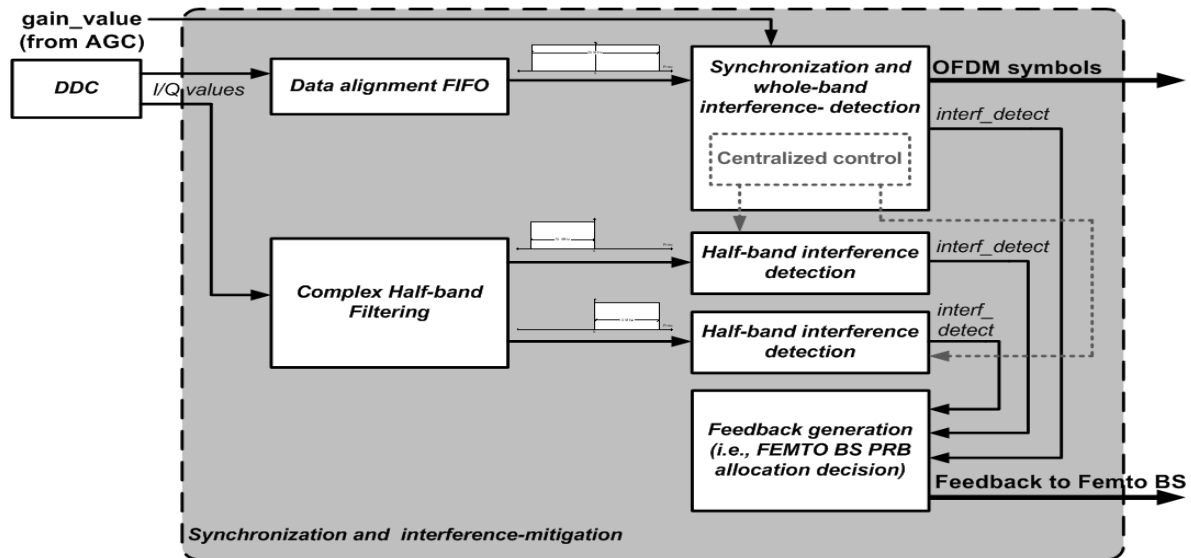 gain_value
(from AGC)
DDC
I/Q values
Data alignment FIFO
Synchronization and
whole-band
interference- detection
Centralized control
OFDM symbols
interf_detect
Complex Half-band
Filtering
Half-band interference
detection
interf_detect
Half-band interference
detection
interf_
detect
Feedback generation
(i.e., FEMTO BS PRB
allocation decision)
Feedback to Femto BS
Synchronization and interference-mitigation